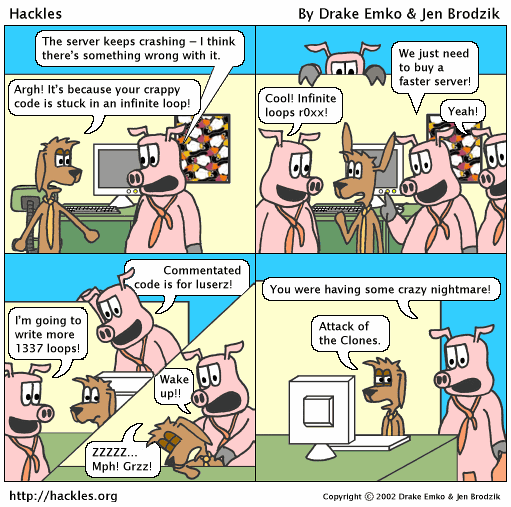 Hackles
By Drake Emko & Jen Brodzik
The server keeps crashing – I think
there's something wrong with it.
Argh! It's because your crappy
code is stuck in an infinite loop!
We just need
to buy a
faster server!
Cool! Infinite
loops r0xx!
Yeah!
Commentated
code is for luserz!
I'm going to
write more
1337 loops!
Wake
up!!
ZZZZZ...
Mph! Grzz!
You were having some crazy nightmare!
Attack of
the Clones.
http://hackles.org
Copyright © 2002 Drake Emko & Jen Brodzik